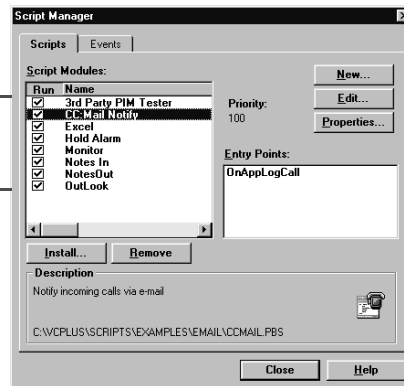 Script Manager
Scripts
Events
Script Modules:
Run Name
3rd Party PIM Tester
CC:Mail Notify
Excel
Hold Alarm
Monitor
Notes In
NotesOut
OutLook
Priority:
100
New...
Edit...
Properties...
Entry Points:
OnAppLogCall
Install...
Remove
Description
Notify incoming calls via e-mail
C:\VCPLUS\SCRIPTS\EXAMPLES\EMAIL\CCMAIL.PBS
Close
Help